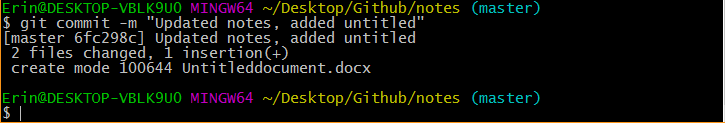 Erin@DESKTOP-VBLK9U0 MINGW64 ~/Desktop/Github/notes (master)
$ git commit -m "Updated notes, added untitled"
[master 6fc298c] Updated notes, added untitled
 2 files changed, 1 insertion(+)
 create mode 100644 Untitleddocument.docx

Erin@DESKTOP-VBLK9U0 MINGW64 ~/Desktop/Github/notes (master)
$